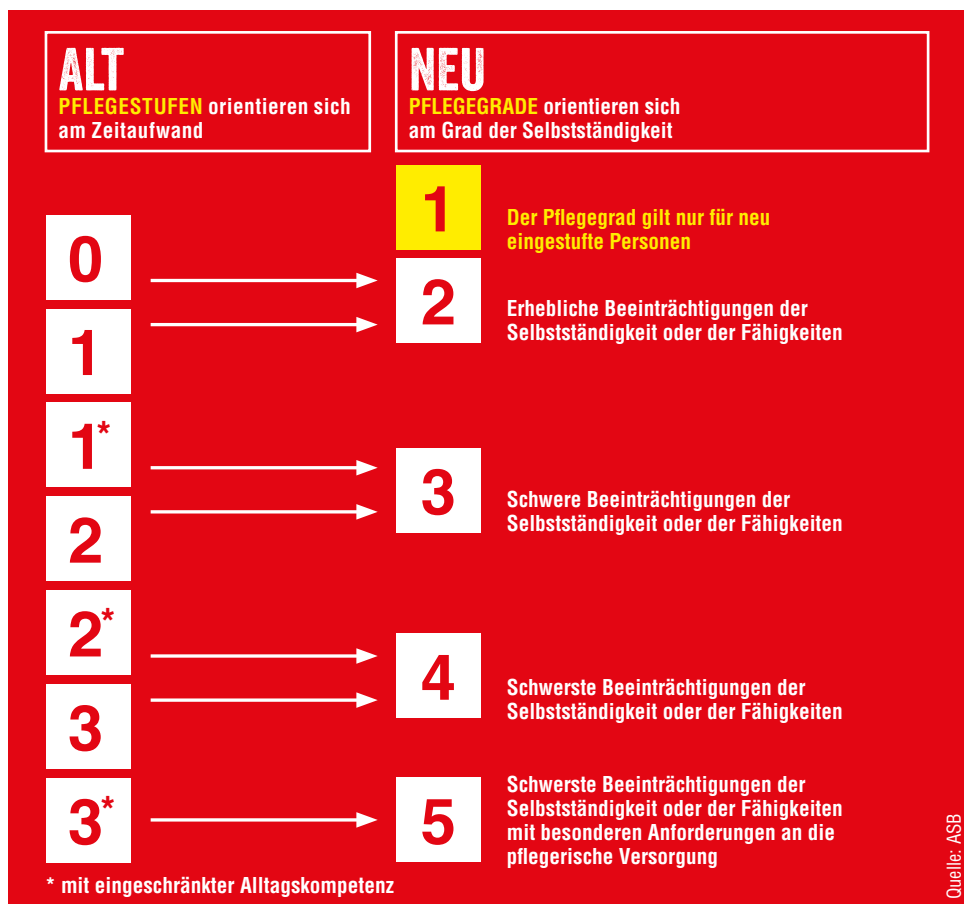 ALT
PFLEGESTUFEN orientieren sich
am Zeitaufwand
NEU
PFLEGEGRADE orientieren sich
am Grad der Selbstständigkeit
0
1
1*
2
2*
3
3*
* mit eingeschränkter Alltagskompetenz
1
Der Pflegegrad gilt nur für neu
eingestufte Personen
2
Erhebliche Beeinträchtigungen der
Selbstständigkeit oder der Fähigkeiten
3
Schwere Beeinträchtigungen der
Selbstständigkeit oder der Fähigkeiten
4
Schwerste Beeinträchtigungen der
Selbstständigkeit oder der Fähigkeiten
5
Schwerste Beeinträchtigungen der
Selbstständigkeit oder der Fähigkeiten
mit besonderen Anforderungen an die
pflegerische Versorgung
Quelle: ASB